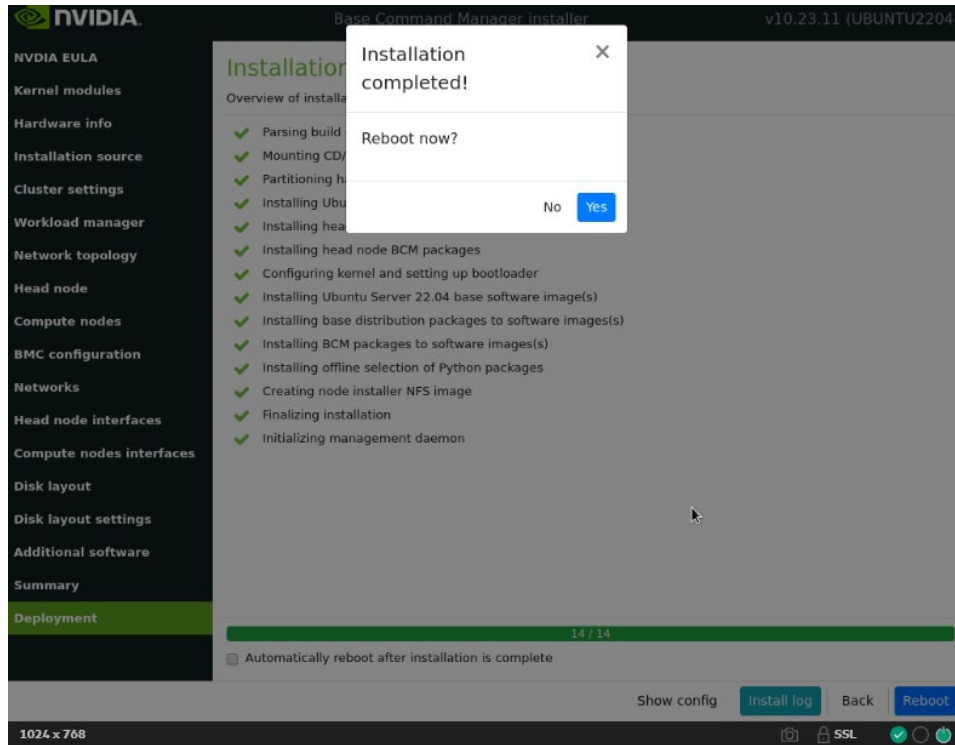 NVIDIA.
Base Command Manager installer
v10.23.11 (UBUNTU2204
NVDIA EULA
Kernel modules
Hardware info
Installation source
Cluster settings
Workload manager
Network topology
Head node
Compute nodes
BMC configuration
Networks
Head node interfaces
Compute nodes interfaces
Disk layout
Disk layout settings
Additional software
Summary
Deployment
Installation
Overview of installa
Parsing build
Mounting CD/
Partitioning ha
Installing Ubu
Installing hea
Installing head node BCM packages
Configuring kernel and setting up bootloader
Installing Ubuntu Server 22.04 base software image(s)
Installing base distribution packages to software images(s)
Installing BCM packages to software images(s)
Installing offline selection of Python packages
Creating node installer NFS image
Finalizing installation
Initializing management daemon
Installation
completed!
×
Reboot now?
No
Yes
14 / 14
Automatically reboot after installation is complete
Show config
Install log
Back
Reboot
1024 x 768
SSL